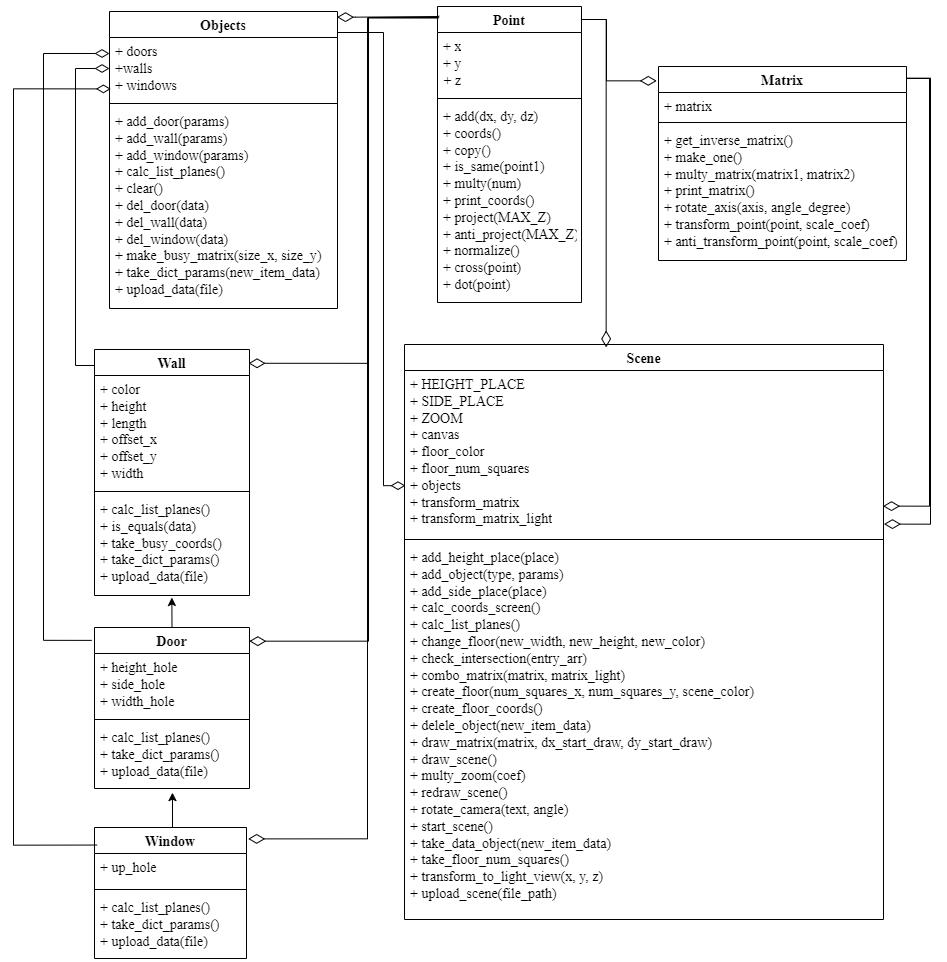 Objects
+ doors
+walls
+ windows
+ add_door(params)
+ add_wall(params)
+ add_window(params)
+ calc_list_planes()
+ clear()
+ del_door(data)
+ del_wall(data)
+ del_window(data)
+ make_busy_matrix(size_x, size_y)
+ take_dict_params(new_item_data)
+ upload_data(file)
Point
+ x
+ y
+ z
+ add(dx, dy, dz)
+ coords()
+ copy()
+ is_same(point1)
+ multy(num)
+ print_coords()
+ project(MAX_Z)
+ anti_project(MAX_Z)
+ normalize()
+ cross(point)
+ dot(point)
Matrix
+ matrix
+ get_inverse_matrix()
+ make_one()
+ multy_matrix(matrix1, matrix2)
+ print_matrix()
+ rotate_axis(axis, angle_degree)
+ transform_point(point, scale_coef)
+ anti_transform_point(point, scale_coef)
Wall
+ color
+ height
+ length
+ offset_x
+ offset_y
+ width
+ calc_list_planes()
+ is_equals(data)
+ take_busy_coords()
+ take_dict_params()
+ upload_data(file)
Door
+ height_hole
+ side_hole
+ width_hole
+ calc_list_planes()
+ take_dict_params()
+ upload_data(file)
Window
+ up_hole
+ calc_list_planes()
+ take_dict_params()
+ upload_data(file)
Scene
+ HEIGHT_PLACE
+ SIDE_PLACE
+ ZOOM
+ canvas
+ floor_color
+ floor_num_squares
+ objects
+ transform_matrix
+ transform_matrix_light
+ add_height_place(place)
+ add_object(type, params)
+ add_side_place(place)
+ calc_coords_screen()
+ calc_list_planes()
+ change_floor(new_width, new_height, new_color)
+ check_intersection(entry_arr)
+ combo_matrix(matrix, matrix_light)
+ create_floor(num_squares_x, num_squares_y, scene_color)
+ create_floor_coords()
+ delele_object(new_item_data)
+ draw_matrix(matrix, dx_start_draw, dy_start_draw)
+ draw_scene()
+ multy_zoom(coef)
+ redraw_scene()
+ rotate_camera(text, angle)
+ start_scene()
+ take_data_object(new_item_data)
+ take_floor_num_squares()
+ transform_to_light_view(x, y, z)
+ upload_scene(file_path)